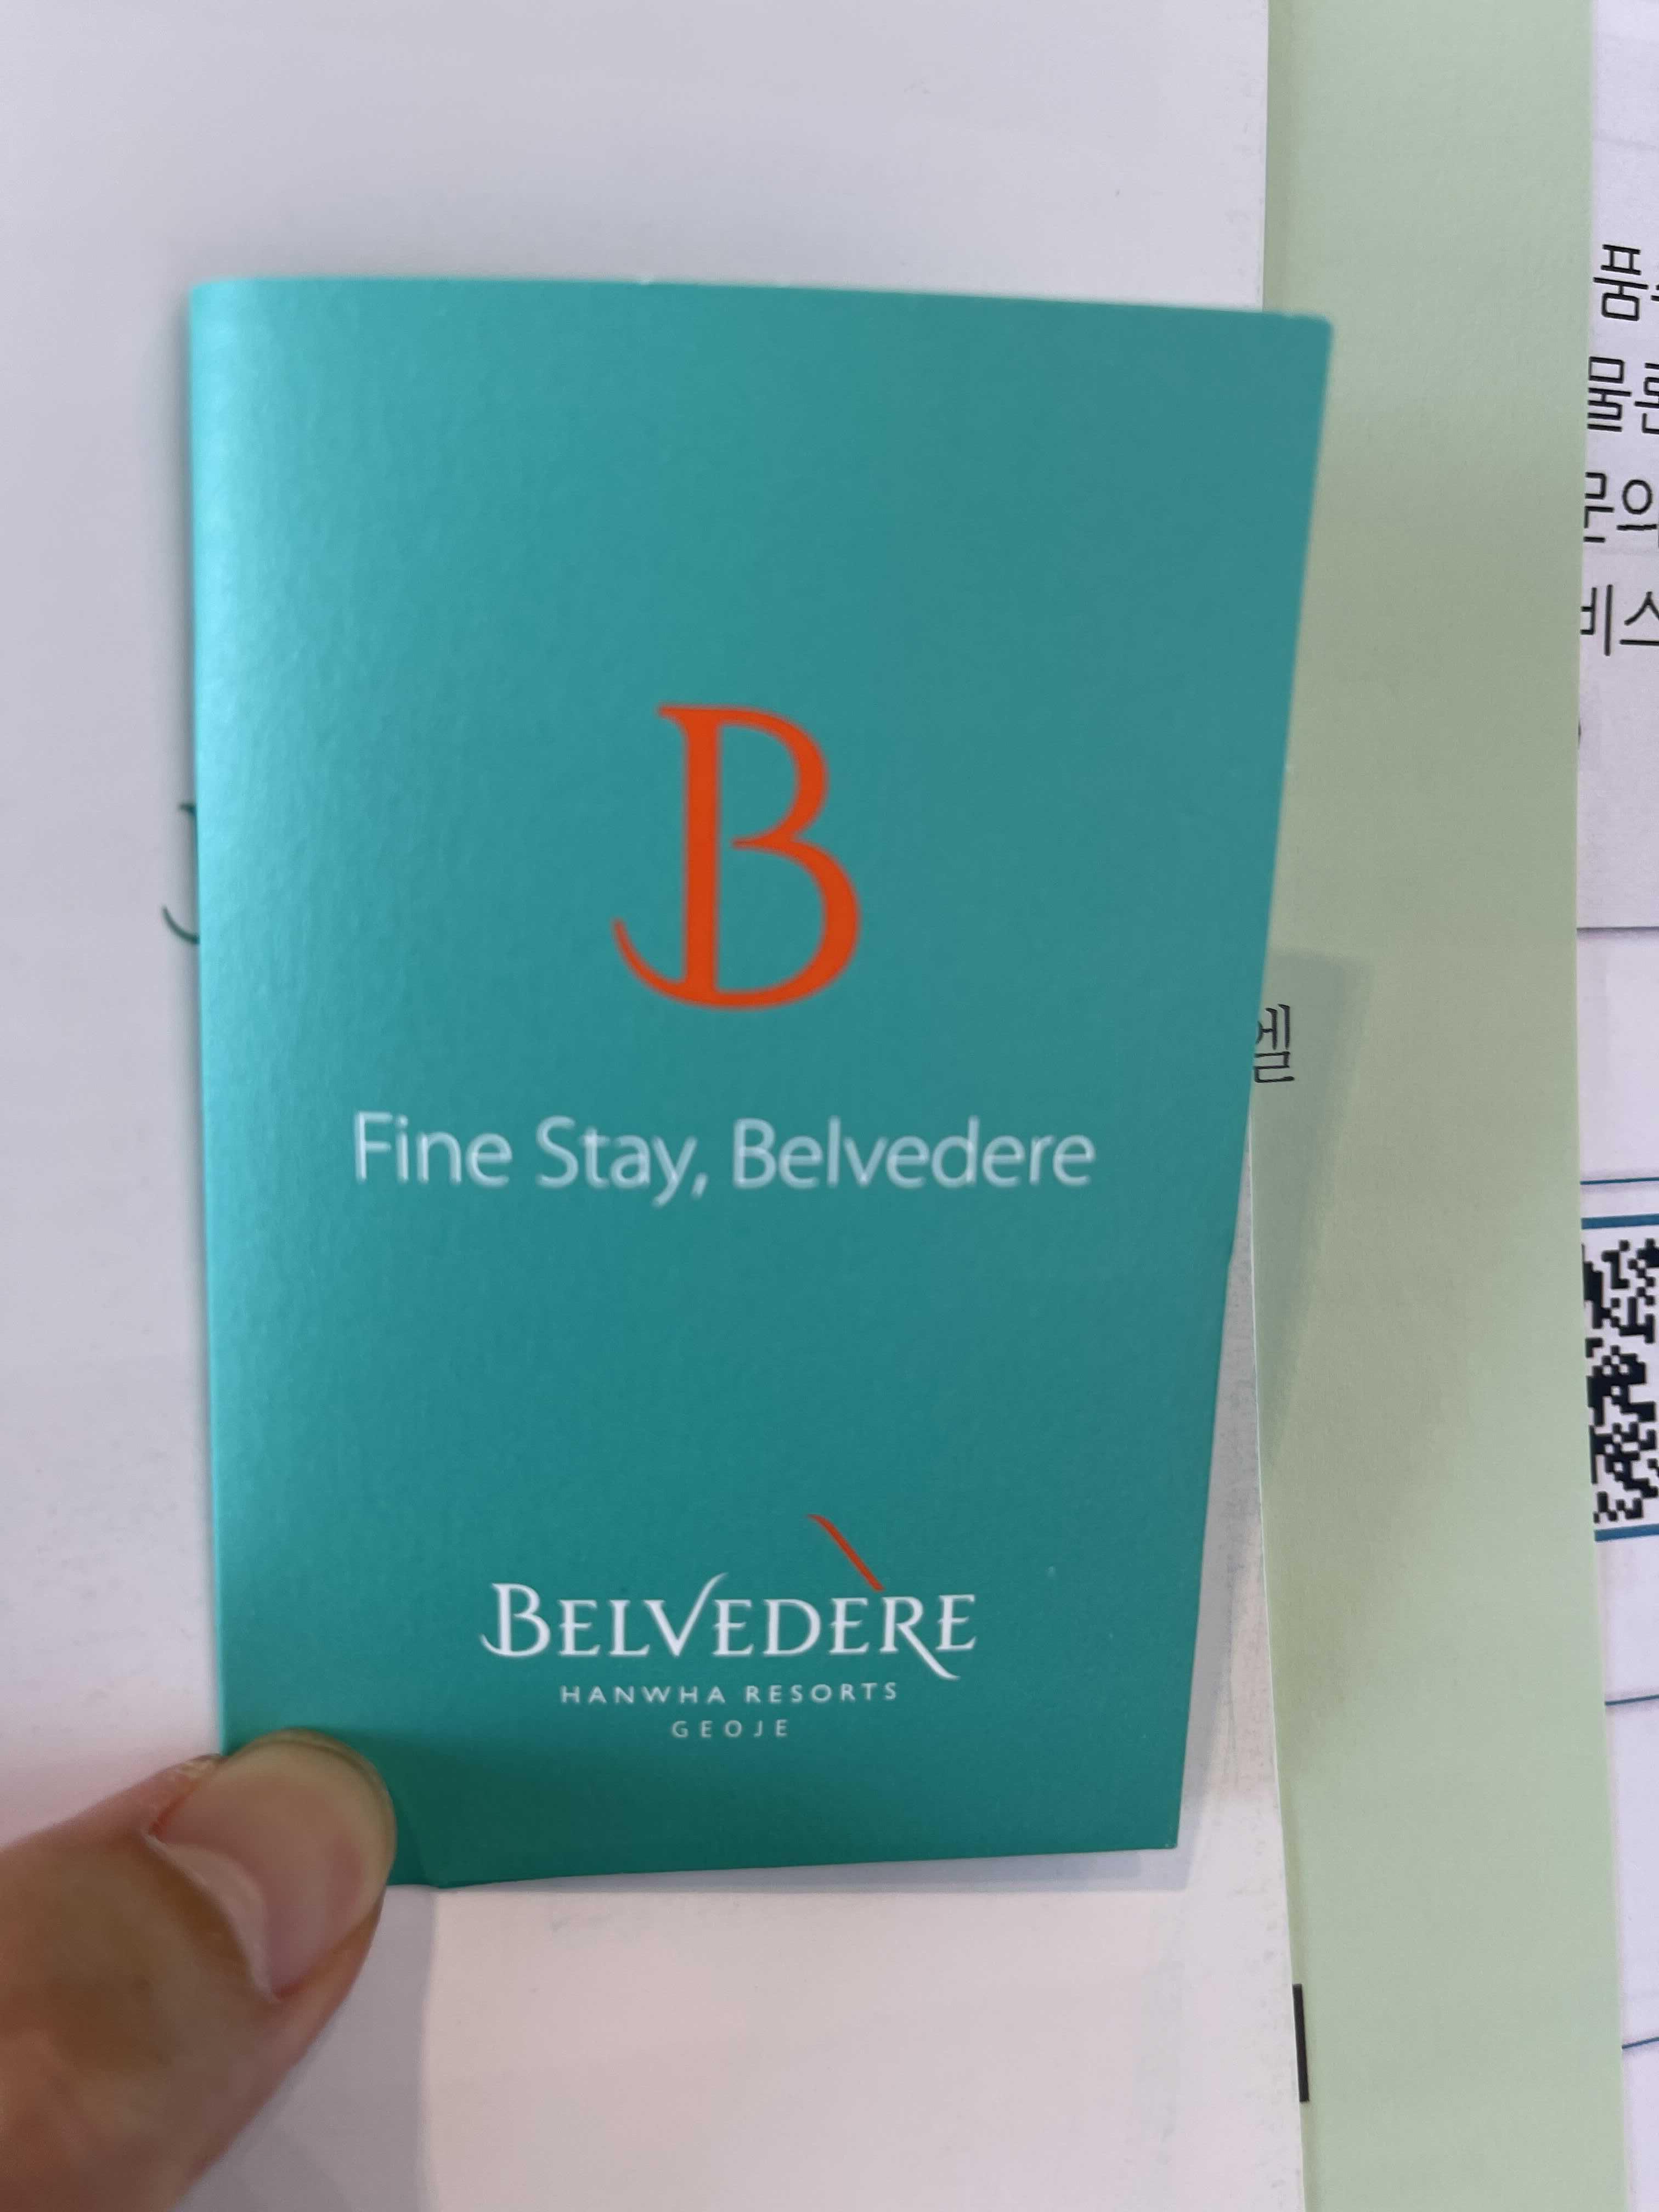 B
Fine Stay, Belvedere
BELVEDÈRE
HANWHA RESORTS
GEOJE